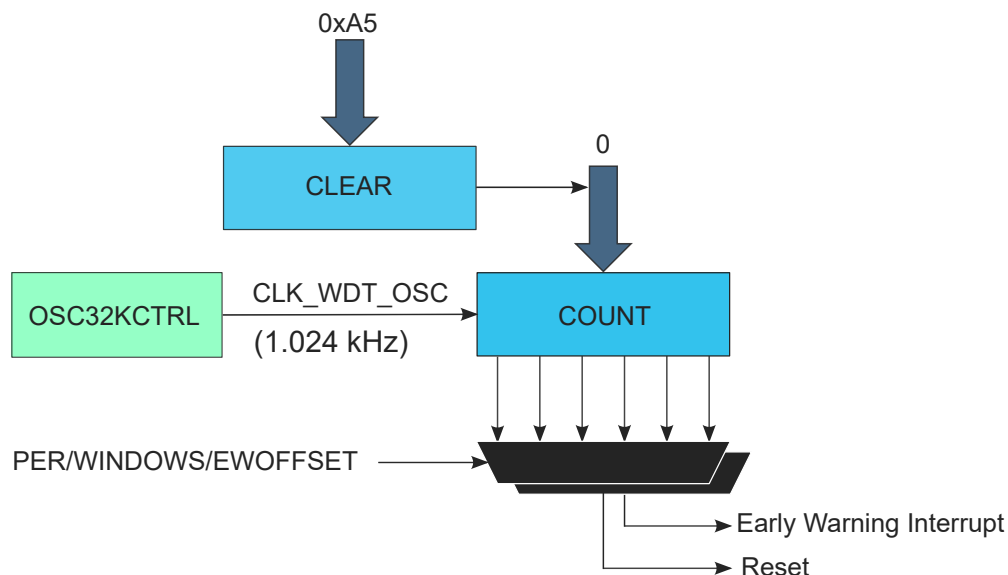 0xA5
0
CLEAR
CLK_WDT_OSC
OSC32KCTRL
COUNT
(1.024 kHz)
PER/WINDOWS/EWOFFSET
Early Warning Interrupt
Reset